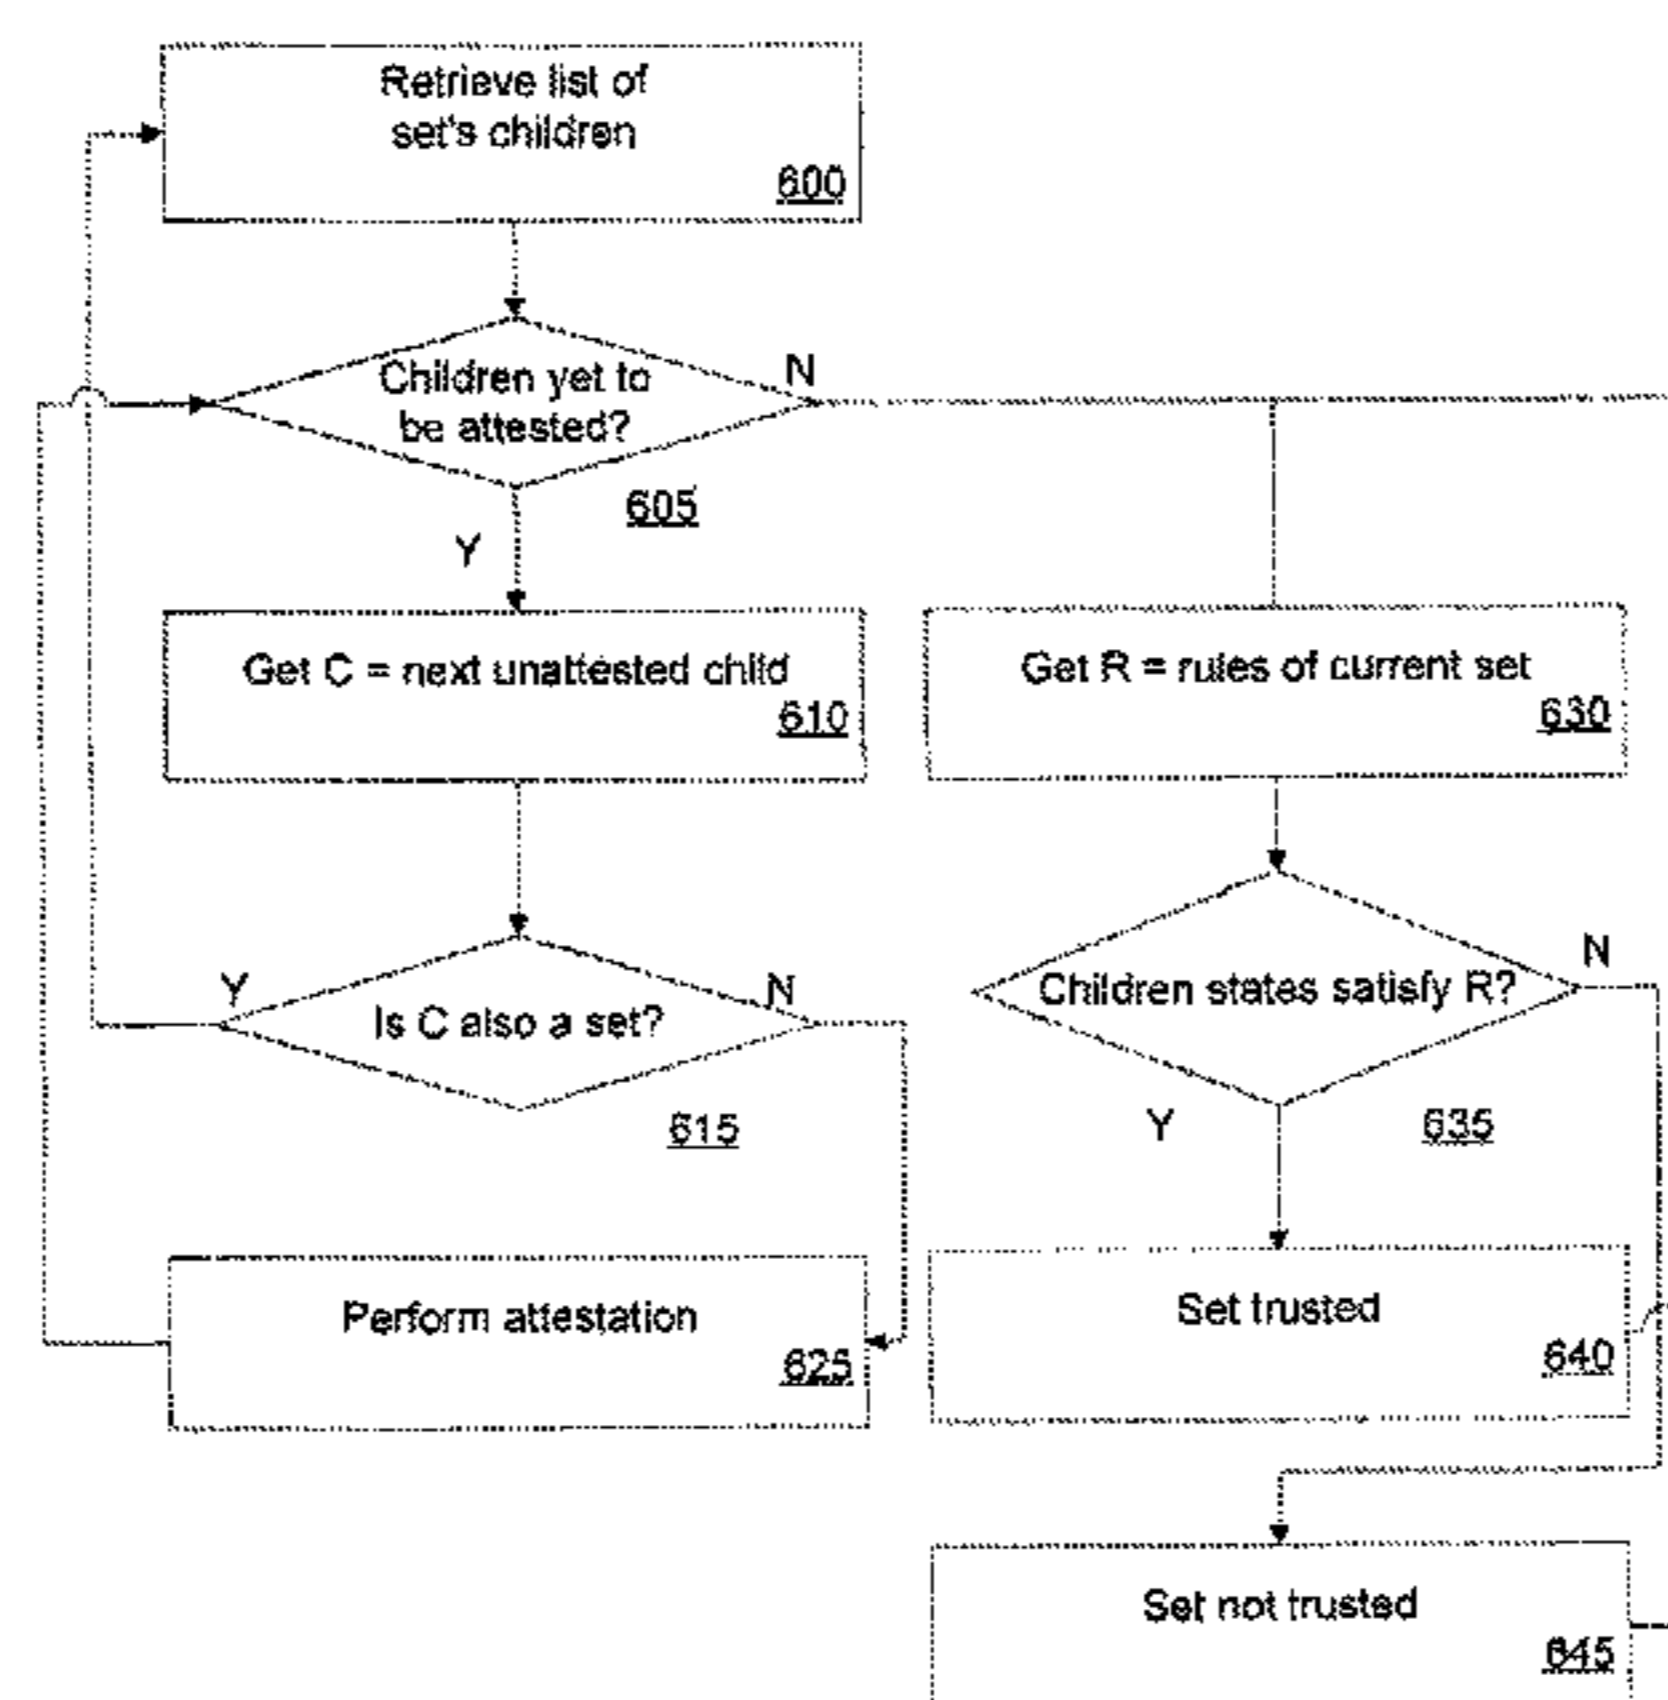 Retrieve list of
set's children
600
Children yet to
be attested?
N
605
Y
Get C = next unattested child
610
Get R = rules of current set
630
Y
Is C also a set?
N
615
Children states satisfy R?
N
Y
635
Perform attestation
625
Set trusted
640
Set not trusted
645